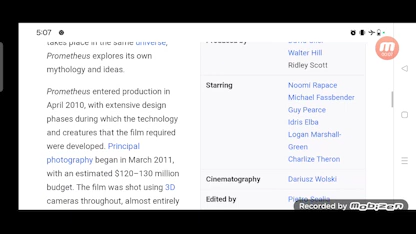 5:07
takes place in the same universe,
Prometheus explores its own
mythology and ideas.
Prometheus entered production in
April 2010, with extensive design
phases during which the technology
and creatures that the film required
were developed. Principal
photography began in March 2011,
with an estimated $120–130 million
budget. The film was shot using 3D
cameras throughout, almost entirely
Walter Hill
Ridley Scott
Starring
Noomi Rapace
Michael Fassbender
Guy Pearce
Idris Elba
Logan Marshall-
Green
Charlize Theron
Cinematography
Dariusz Wolski
Edited by
Recorded by
Mobizen